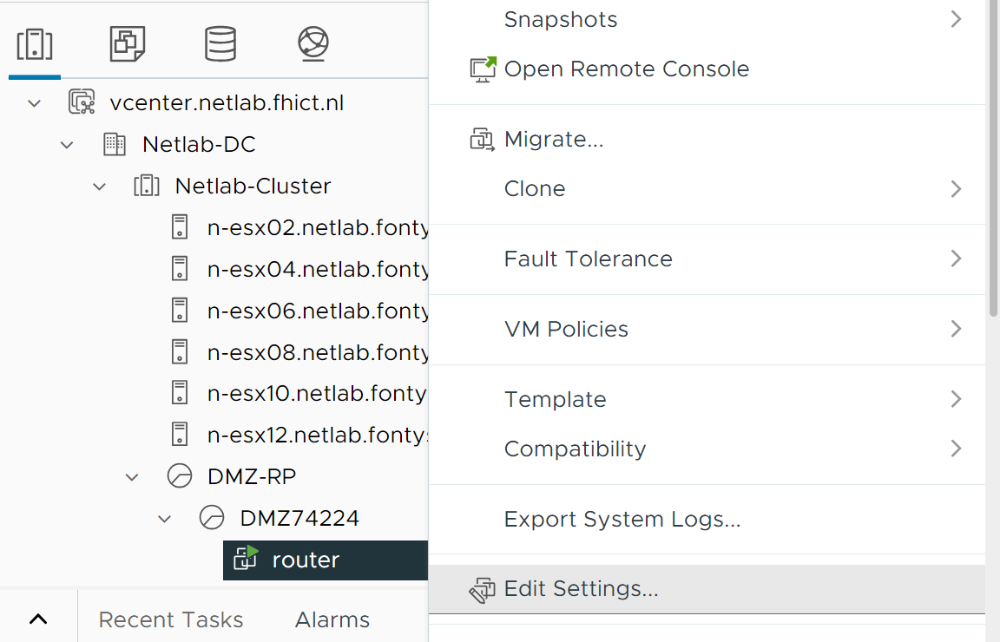 vcenter.netlab.fhict.nl
Netlab-DC
Netlab-Cluster
n-esx02.netlab.fonty
n-esx04.netlab.fonty
n-esx06.netlab.fonty
n-esx08.netlab.fonty
n-esx10.netlab.fonty
n-esx12.netlab.fontys
DMZ-RP
DMZ74224
router
Recent Tasks Alarms
Snapshots
Open Remote Console
Migrate...
Clone
Fault Tolerance
VM Policies
Template
Compatibility
Export System Logs...
Edit Settings...